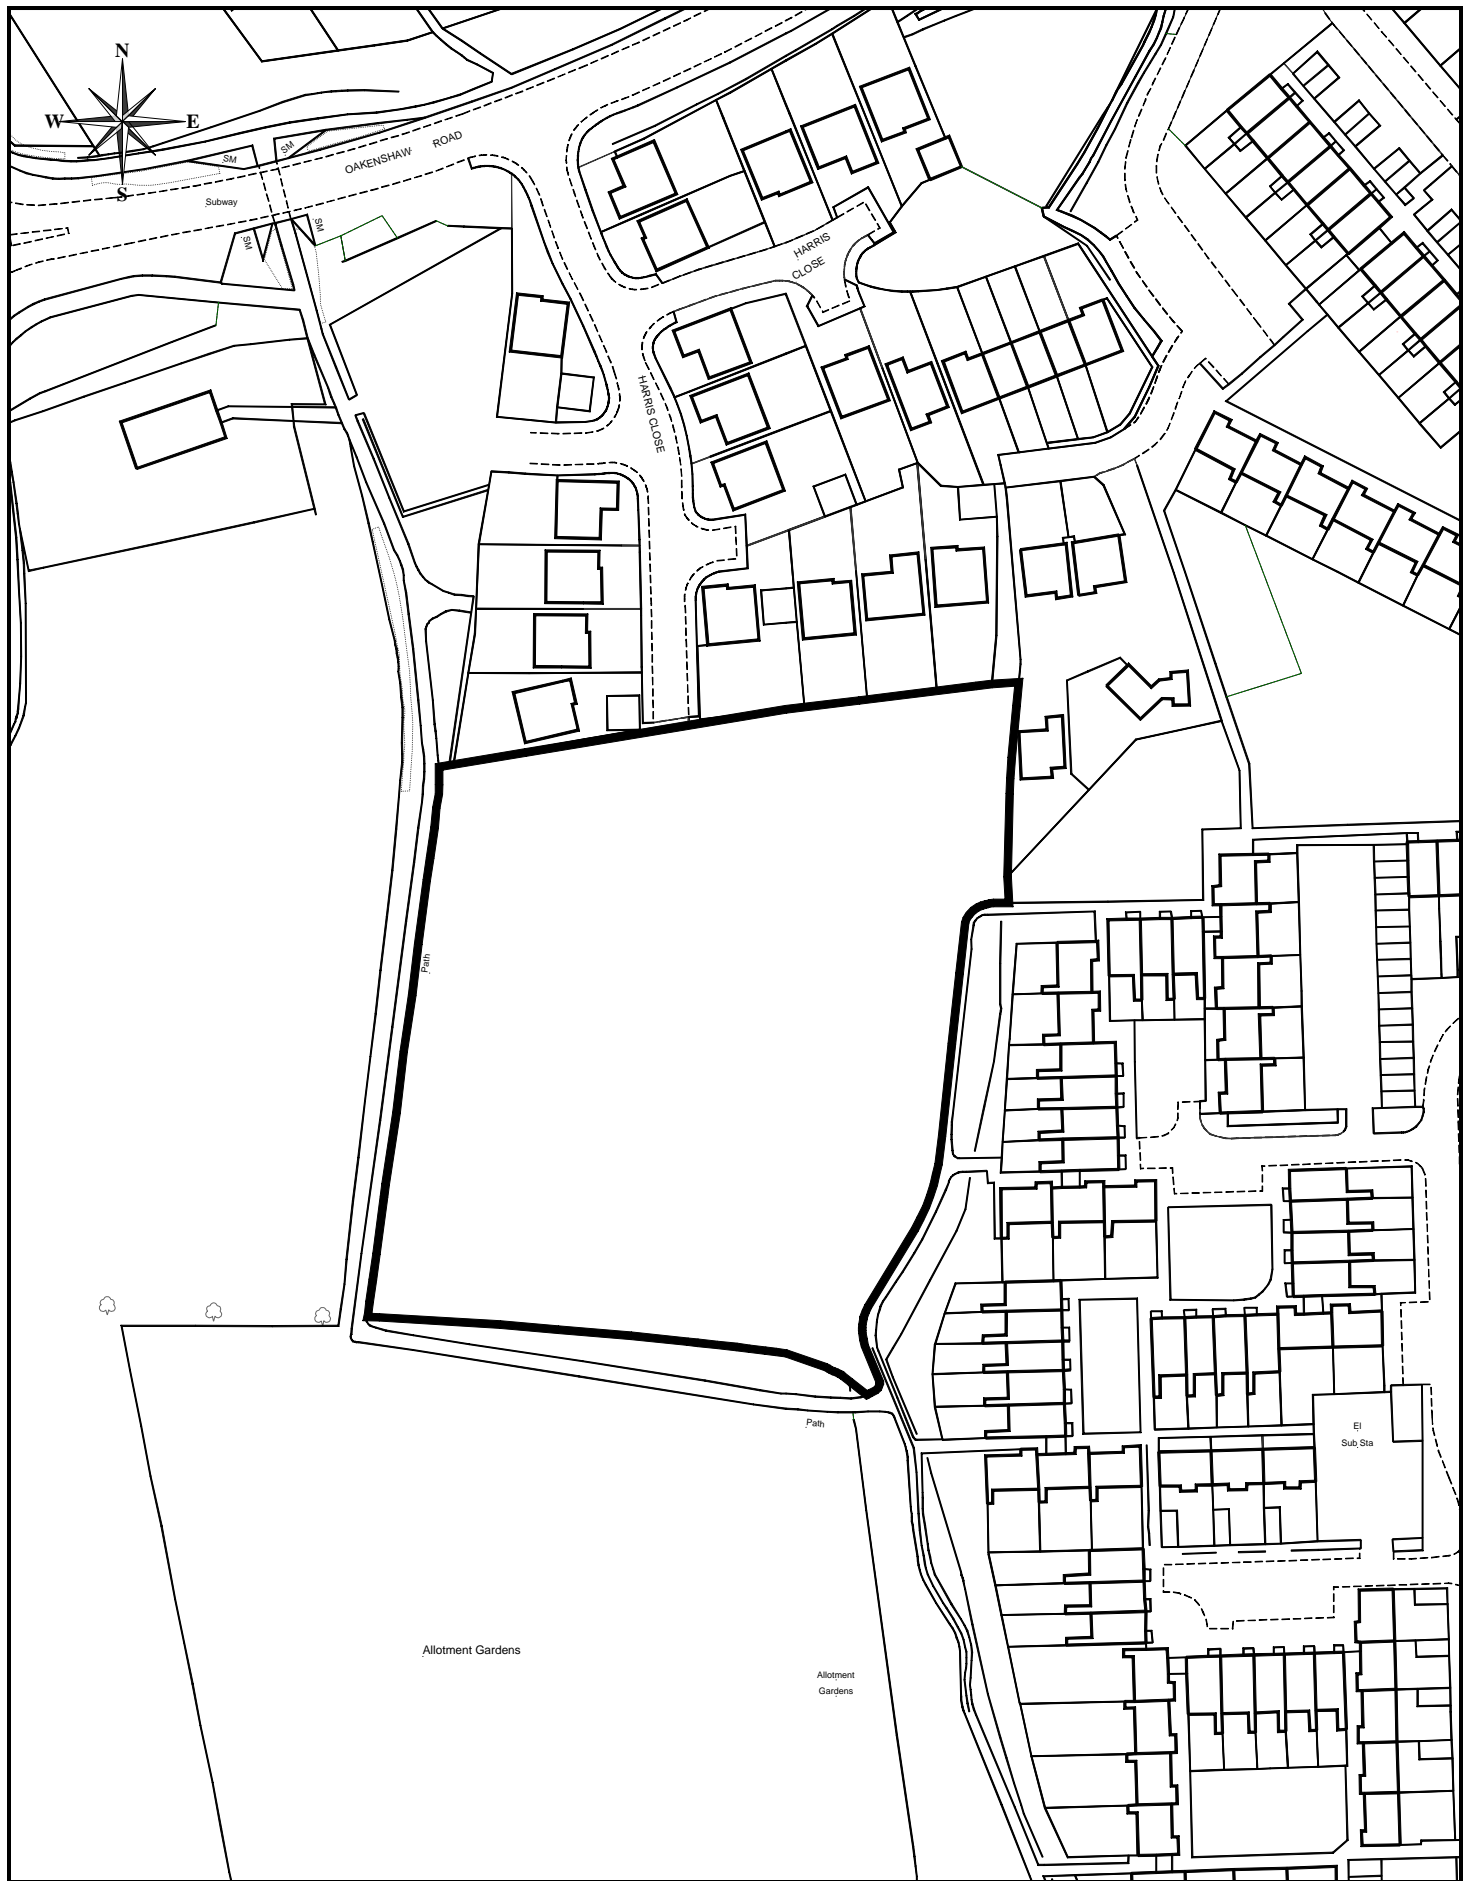 N
W E
S
OAKENSHAW ROAD
SM
SM
Subway
SM
SM
HARRIS
CLOSE
HARRIS CLOSE
Path
Path
El
Sub Sta
Allotment Gardens
Allotment
Gardens